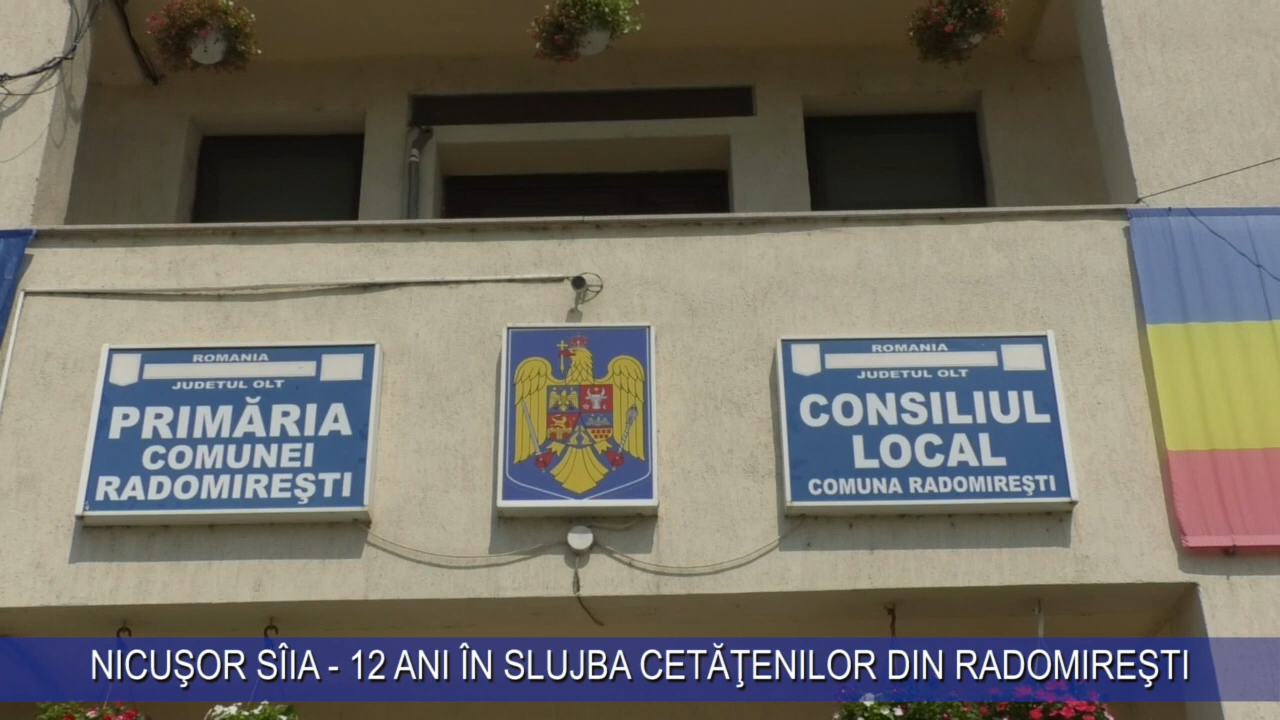 ROMANIA
JUDETUL OLT
PRIMĂRIA
COMUNEI
RADOMIREŞTI
ROMANIA
JUDETUL OLT
CONSILIUL
LOCAL
COMUNA RADOMIREŞTI
NICUŞOR SÎIA - 12 ANI ÎN SLUJBA CETĂŢENILOR DIN RADOMIREŞTI